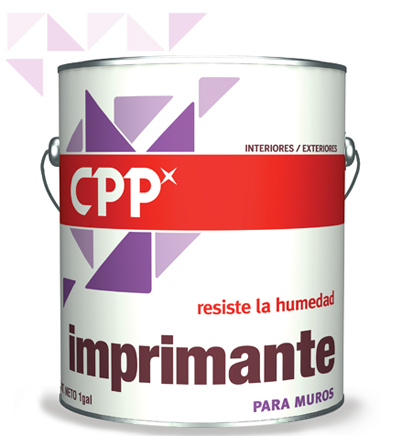 INTERIORES / EXTERIORES
CPP
resiste la humedad
imprimante
NETO 1gal
PARA MUROS